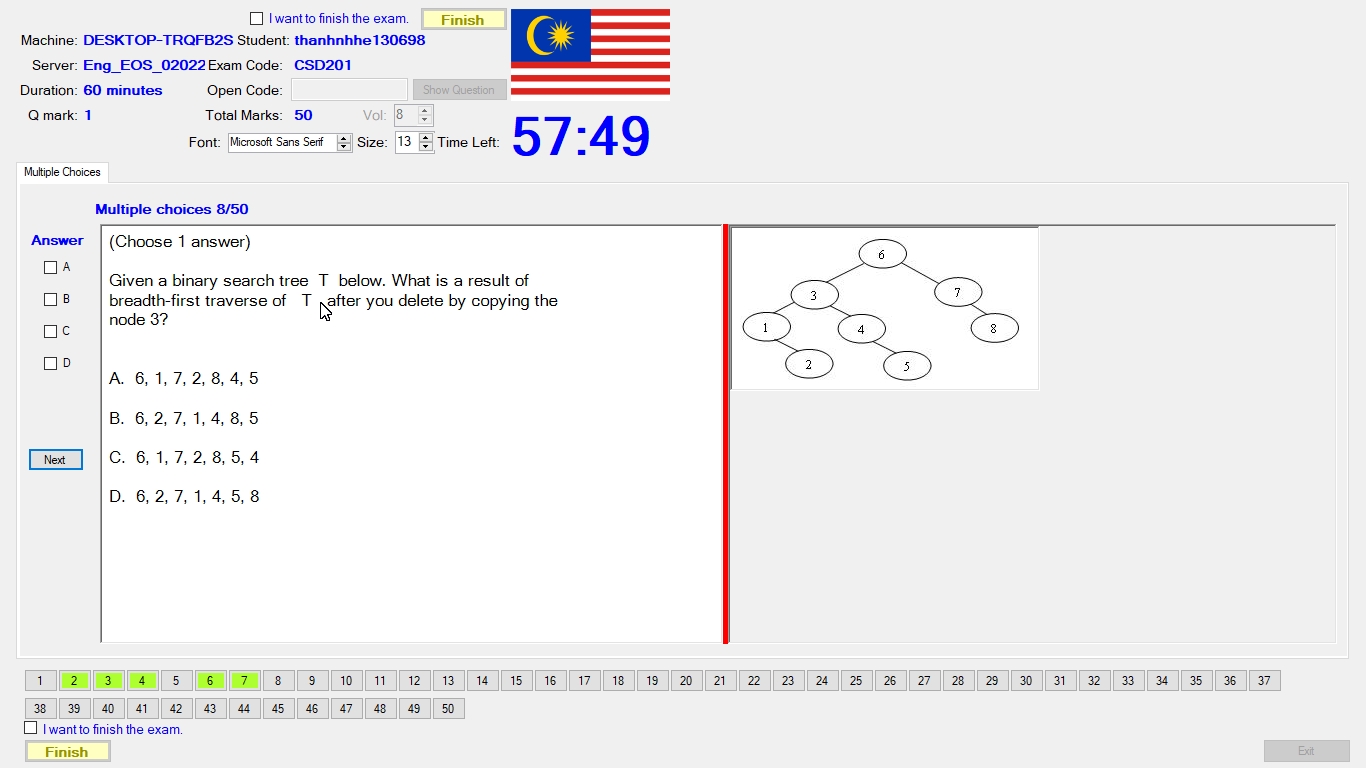 I want to finish the exam. Finish
Machine: DESKTOP-TRQFB2S Student: thanhnhhe130698
Server: Eng_EOS_02022 Exam Code: CSD201
Duration: 60 minutes Open Code: Show Question
Q mark: 1 Total Marks: 50 Vol: 8
Font: Microsoft Sans Serif Size: 13 Time Left: 57:49
Multiple Choices
Multiple choices 8/50
Answer
A
B
C
D
Next
(Choose 1 answer)
Given a binary search tree T below. What is a result of
breadth-first traverse of T after you delete by copying the
node 3?
A. 6, 1, 7, 2, 8, 4, 5
B. 6, 2, 7, 1, 4, 8, 5
C. 6, 1, 7, 2, 8, 5, 4
D. 6, 2, 7, 1, 4, 5, 8
6
3 7
1 4 8
2 5
1 2 3 4 5 6 7 8 9 10 11 12 13 14 15 16 17 18 19 20 21 22 23 24 25 26 27 28 29 30 31 32 33 34 35 36 37
38 39 40 41 42 43 44 45 46 47 48 49 50
I want to finish the exam.
Finish Exit